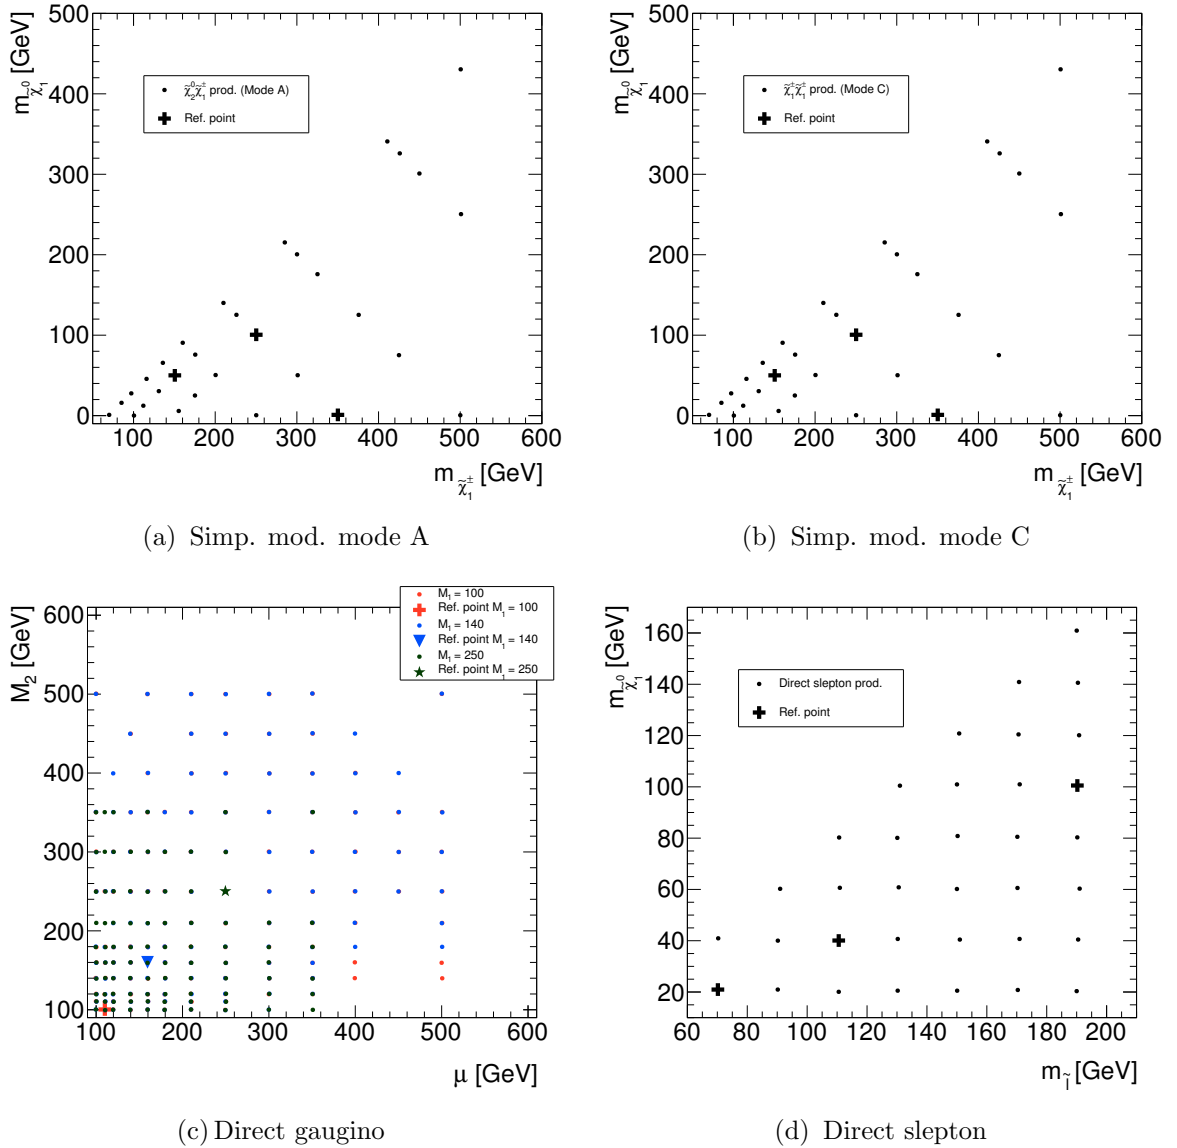 m_χ̃₁⁰ [GeV]
500
400
300
200
100
0
χ̃₂⁰χ̃₁± prod. (Mode A)
Ref. point
100 200 300 400 500 600
m_χ̃₁± [GeV]
(a) Simp. mod. mode A
m_χ̃₁⁰ [GeV]
500
400
300
200
100
0
χ̃₁±χ̃₁± prod. (Mode C)
Ref. point
100 200 300 400 500 600
m_χ̃₁± [GeV]
(b) Simp. mod. mode C
M₂ [GeV]
600
500
400
300
200
100
M₁ = 100
Ref. point M₁ = 100
M₁ = 140
Ref. point M₁ = 140
M₁ = 250
Ref. point M₁ = 250
100 200 300 400 500 600
μ [GeV]
(c) Direct gaugino
m_χ̃₁⁰ [GeV]
160
140
120
100
80
60
40
20
Direct slepton prod.
Ref. point
60 80 100 120 140 160 180 200
m_l̃ [GeV]
(d) Direct slepton